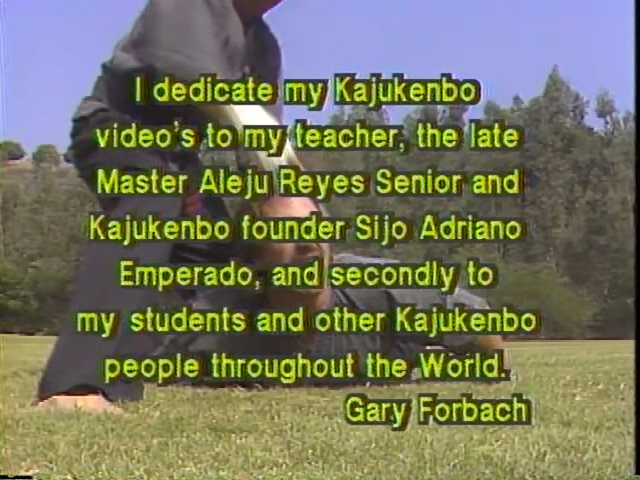 I dedicate my Kajukenbo
video's to my teacher, the late
Master Aleju Reyes Senior and
Kajukenbo founder Sijo Adriano
Emperado, and secondly to
my students and other Kajukenbo
people throughout the World.
Gary Forbach